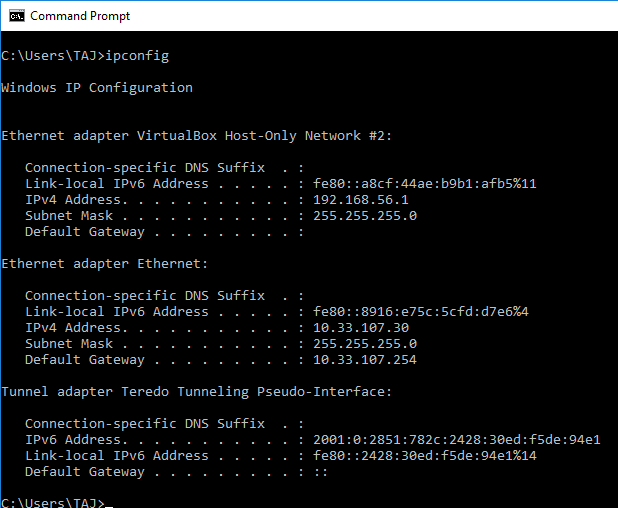 Command Prompt
C:\Users\TAJ>ipconfig
Windows IP Configuration
Ethernet adapter VirtualBox Host-Only Network #2:
   Connection-specific DNS Suffix  . :
   Link-local IPv6 Address . . . . . : fe80::a8cf:44ae:b9b1:afb5%11
   IPv4 Address. . . . . . . . . . . : 192.168.56.1
   Subnet Mask . . . . . . . . . . . : 255.255.255.0
   Default Gateway . . . . . . . . . :
Ethernet adapter Ethernet:
   Connection-specific DNS Suffix  . :
   Link-local IPv6 Address . . . . . : fe80::8916:e75c:5cfd:d7e6%4
   IPv4 Address. . . . . . . . . . . : 10.33.107.30
   Subnet Mask . . . . . . . . . . . : 255.255.255.0
   Default Gateway . . . . . . . . . : 10.33.107.254
Tunnel adapter Teredo Tunneling Pseudo-Interface:
   Connection-specific DNS Suffix  . :
   IPv6 Address. . . . . . . . . . . : 2001:0:2851:782c:2428:30ed:f5de:94e1
   Link-local IPv6 Address . . . . . : fe80::2428:30ed:f5de:94e1%14
   Default Gateway . . . . . . . . . : ::
C:\Users\TAJ>_